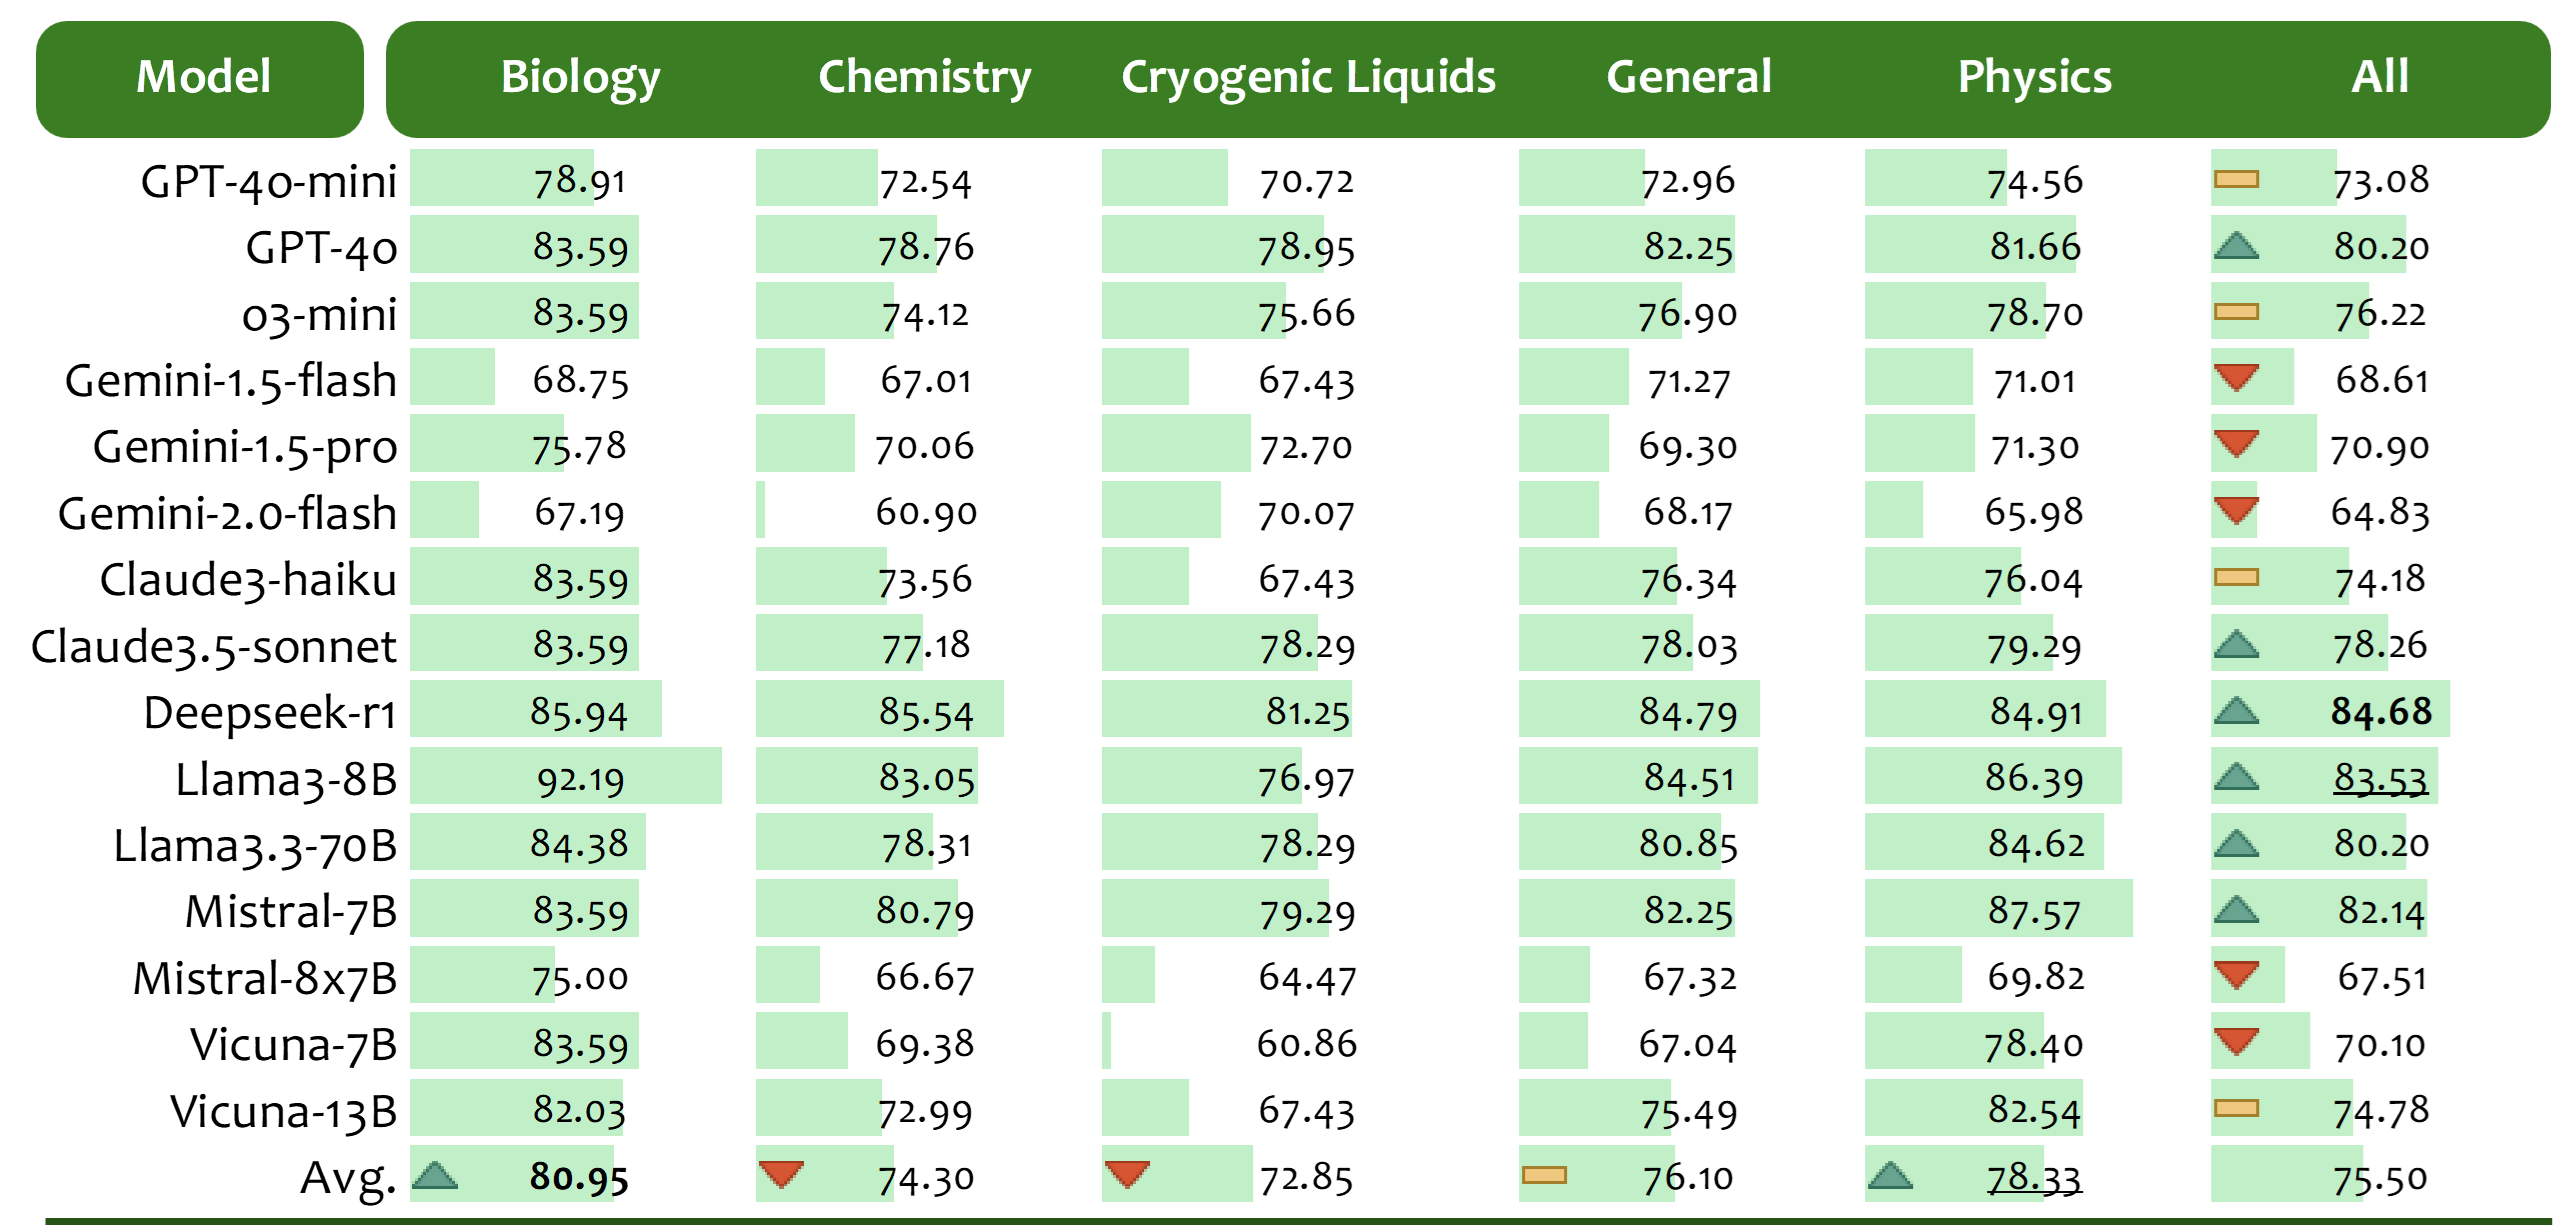 Model Biology Chemistry Cryogenic Liquids General Physics All
GPT-4o-mini 78.91 72.54 70.72 72.96 74.56 73.08
GPT-4o 83.59 78.76 78.95 82.25 81.66 80.20
o3-mini 83.59 74.12 75.66 76.90 78.70 76.22
Gemini-1.5-flash 68.75 67.01 67.43 71.27 71.01 68.61
Gemini-1.5-pro 75.78 70.06 72.70 69.30 71.30 70.90
Gemini-2.0-flash 67.19 60.90 70.07 68.17 65.98 64.83
Claude3-haiku 83.59 73.56 67.43 76.34 76.04 74.18
Claude3.5-sonnet 83.59 77.18 78.29 78.03 79.29 78.26
Deepseek-r1 85.94 85.54 81.25 84.79 84.91 84.68
Llama3-8B 92.19 83.05 76.97 84.51 86.39 83.53
Llama3.3-70B 84.38 78.31 78.29 80.85 84.62 80.20
Mistral-7B 83.59 80.79 79.29 82.25 87.57 82.14
Mistral-8x7B 75.00 66.67 64.47 67.32 69.82 67.51
Vicuna-7B 83.59 69.38 60.86 67.04 78.40 70.10
Vicuna-13B 82.03 72.99 67.43 75.49 82.54 74.78
Avg. 80.95 74.30 72.85 76.10 78.33 75.50